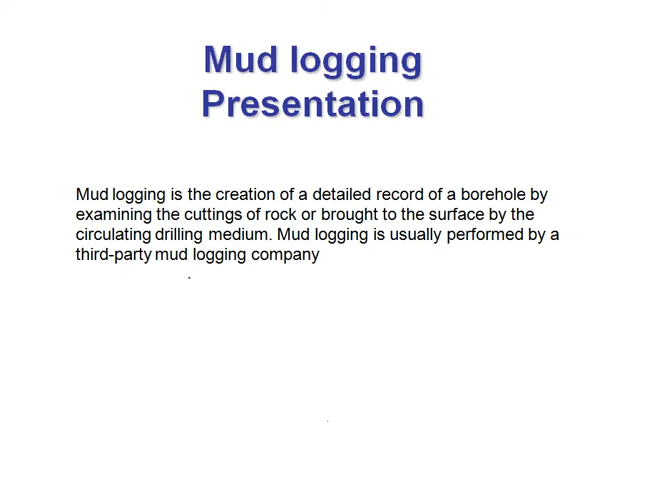 Mud logging
Presentation
Mud logging is the creation of a detailed record of a borehole by
examining the cuttings of rock or brought to the surface by the
circulating drilling medium. Mud logging is usually performed by a
third-party mud logging company
.